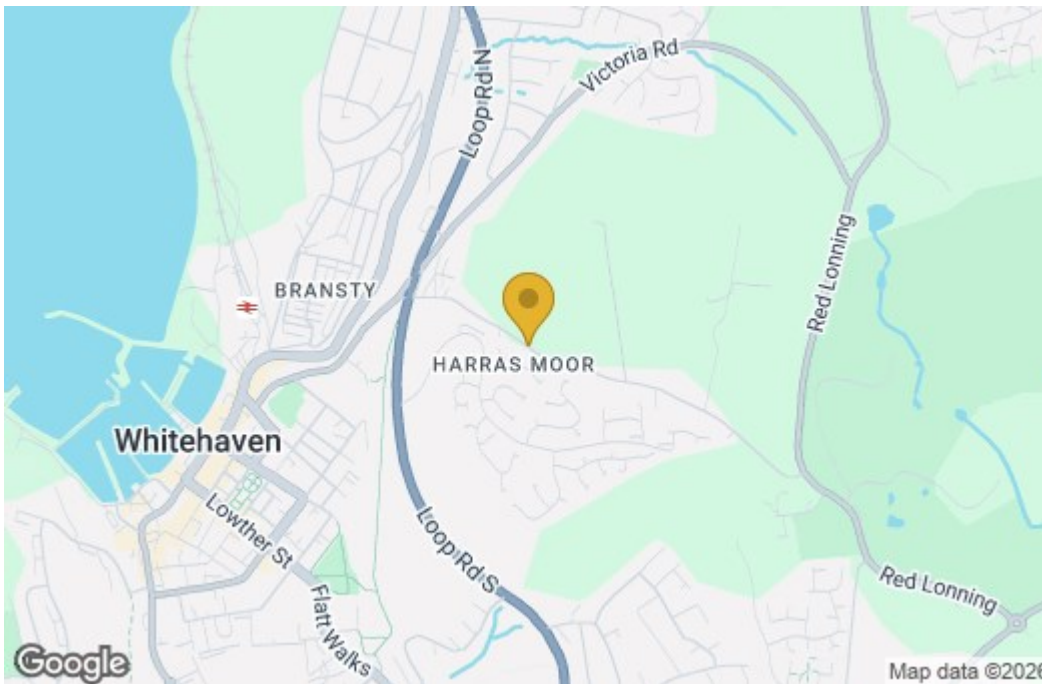 Victoria Rd
Loop Rd N
Red Lonning
BRANSTY
HARRAS MOOR
Whitehaven
Lowther St
Loop Rd S
Flatt Walks
Red Lonning
Google
Map data ©2026